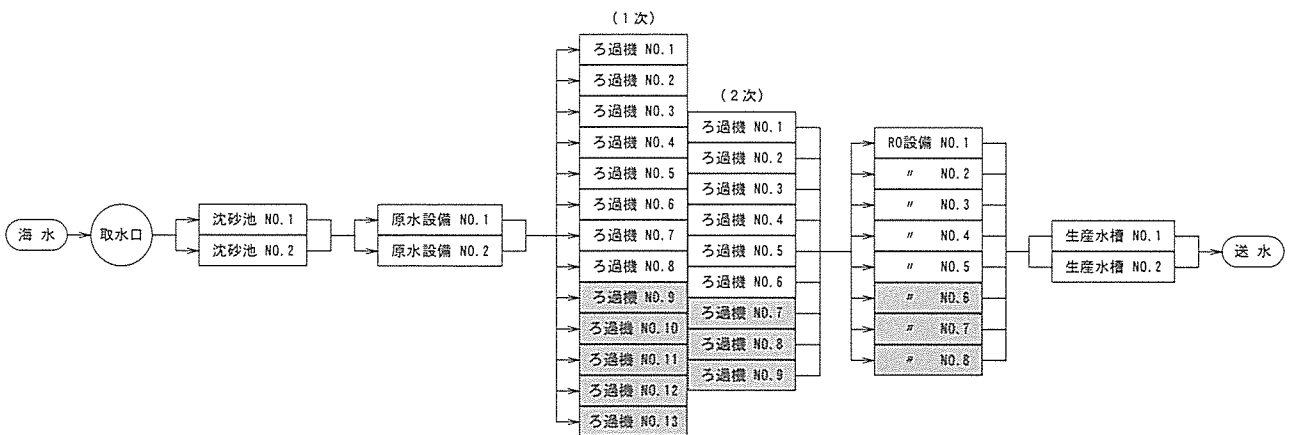 海水
取水口
沈砂池 NO.1
沈砂池 NO.2
原水設備 NO.1
原水設備 NO.2
(1次)
ろ過機 NO.1
ろ過機 NO.2
ろ過機 NO.3
ろ過機 NO.4
ろ過機 NO.5
ろ過機 NO.6
ろ過機 NO.7
ろ過機 NO.8
ろ過機 NO.9
ろ過機 NO.10
ろ過機 NO.11
ろ過機 NO.12
ろ過機 NO.13
(2次)
ろ過機 NO.1
ろ過機 NO.2
ろ過機 NO.3
ろ過機 NO.4
ろ過機 NO.5
ろ過機 NO.6
ろ過機 NO.7
ろ過機 NO.8
ろ過機 NO.9
RO設備 NO.1
〃 NO.2
〃 NO.3
〃 NO.4
〃 NO.5
〃 NO.6
〃 NO.7
〃 NO.8
生産水槽 NO.1
生産水槽 NO.2
送水